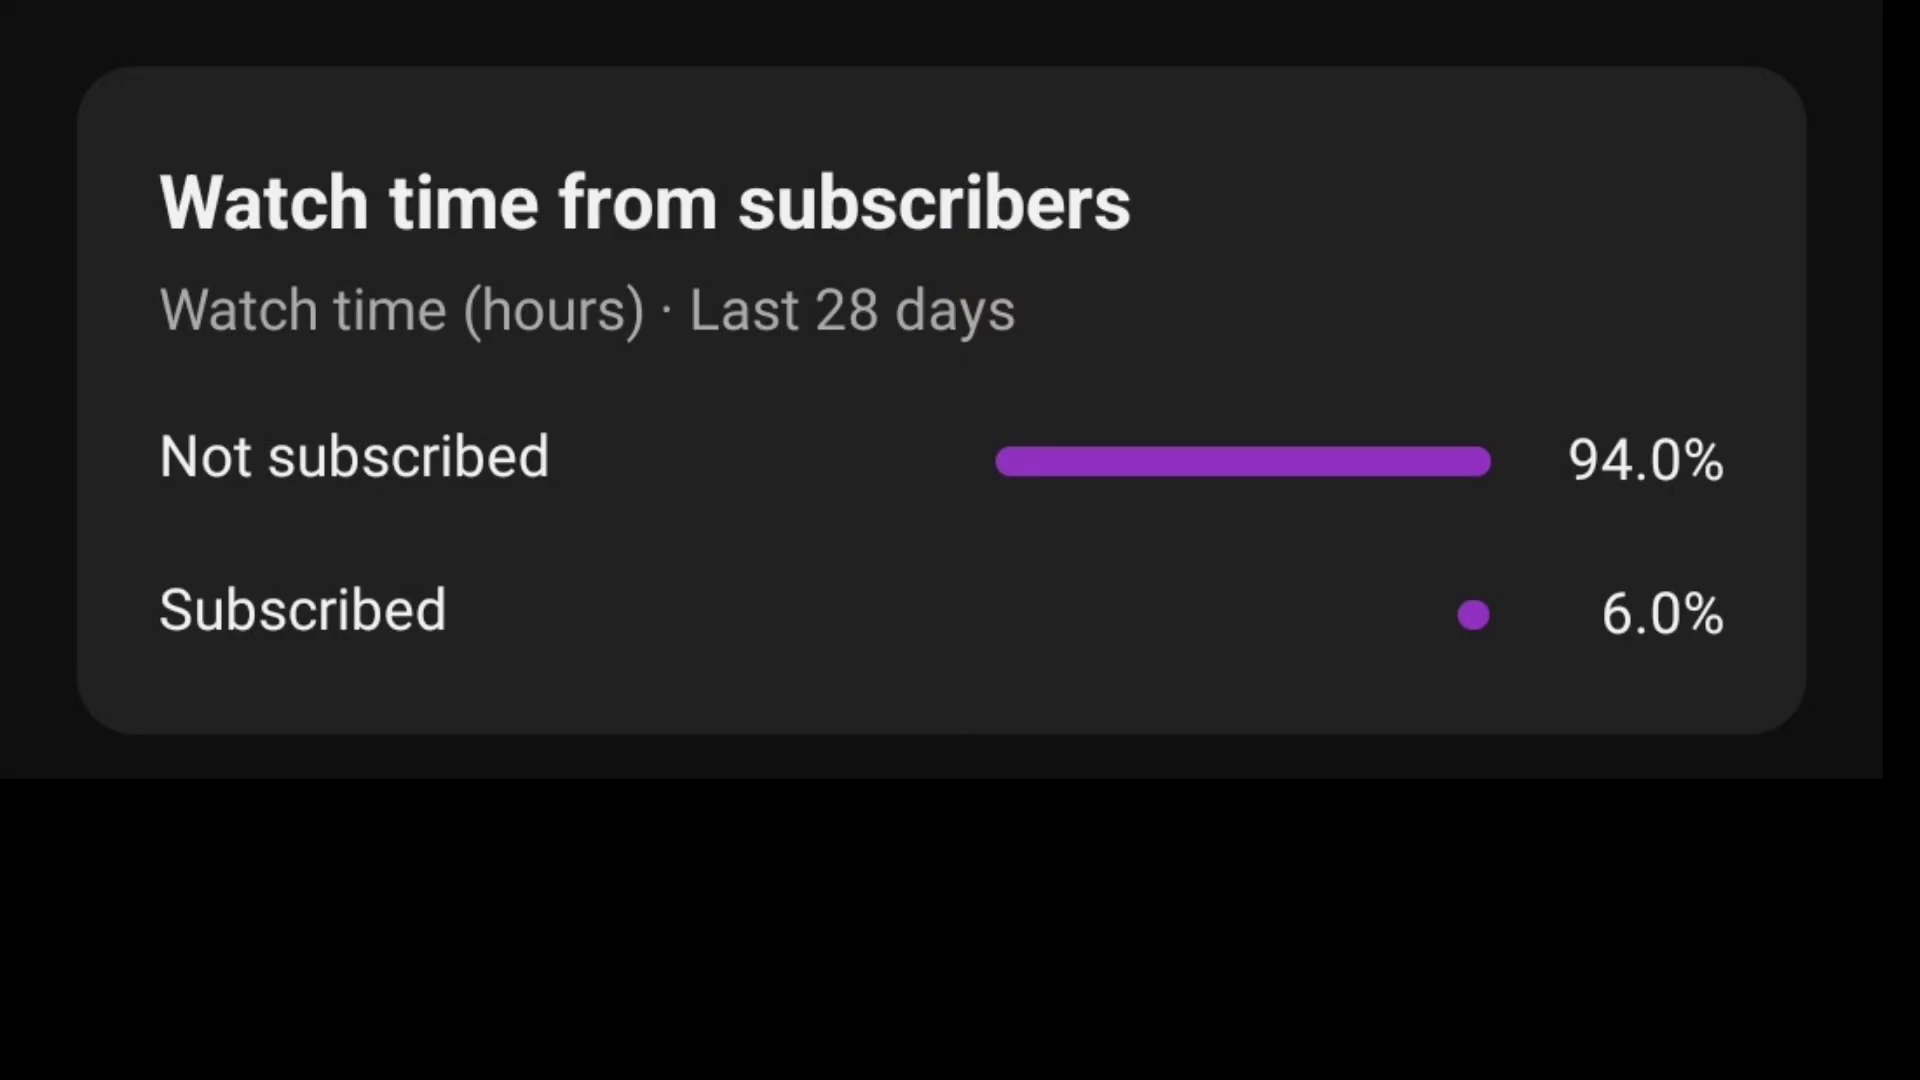 Watch time from subscribers
Watch time (hours) · Last 28 days
Not subscribed 94.0%
Subscribed 6.0%